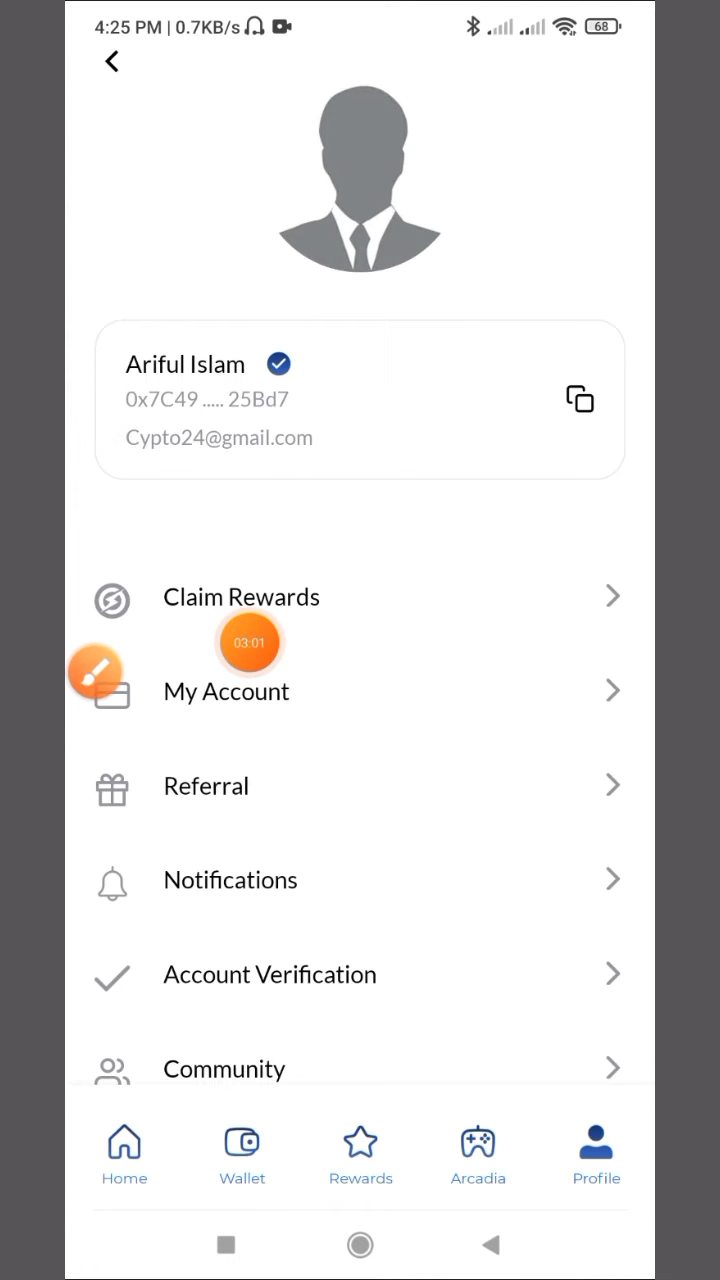 4:25 PM | 0.7KB/s 68
Ariful Islam
0x7C49 ..... 25Bd7
Cypto24@gmail.com
Claim Rewards
03:01
My Account
Referral
Notifications
Account Verification
Community
Home Wallet Rewards Arcadia Profile